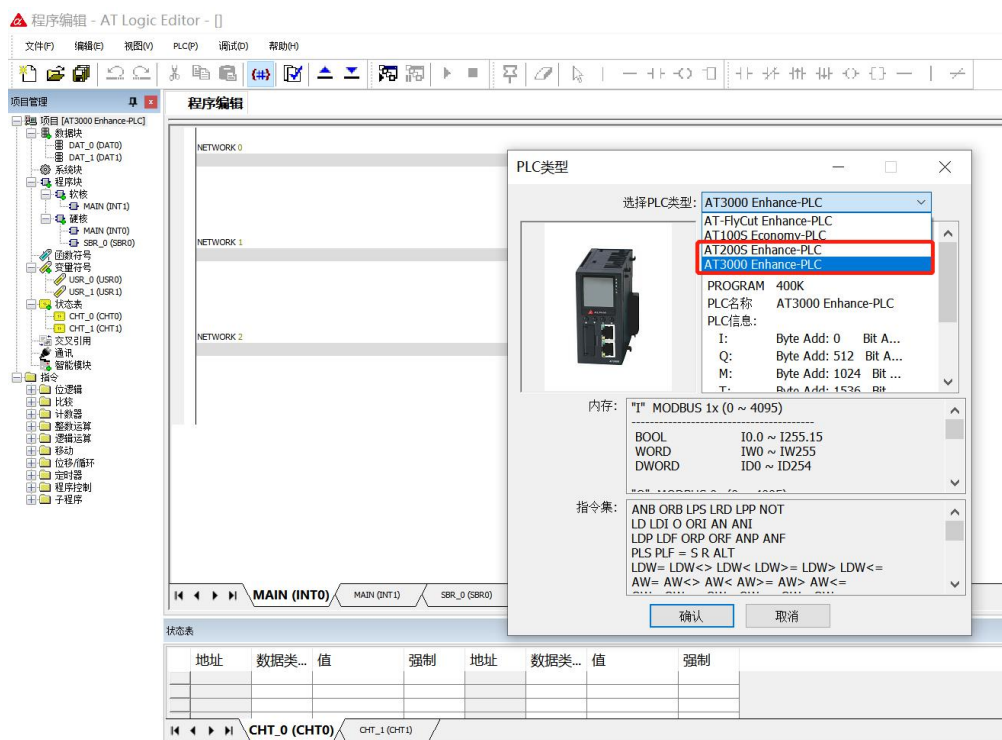 程序编辑 - AT Logic Editor - []
文件(F) 编辑(E) 视图(V) PLC(P) 调试(D) 帮助(H)
项目管理
项目 [AT3000 Enhance-PLC]
数据块
DAT_0 (DAT0)
DAT_1 (DAT1)
系统块
程序块
软核
MAIN (INT1)
硬核
MAIN (INT0)
SBR_0 (SBR0)
函数符号
变量符号
USR_0 (USR0)
USR_1 (USR1)
状态表
CHT_0 (CHT0)
CHT_1 (CHT1)
交叉引用
通讯
智能模块
指令
位逻辑
比较
计数器
整数运算
逻辑运算
移动
位移/循环
定时器
程序控制
子程序
程序编辑
NETWORK 0
NETWORK 1
NETWORK 2
MAIN (INT0) MAIN (INT1) SBR_0 (SBR0)
PLC类型
选择PLC类型: AT3000 Enhance-PLC
AT-FlyCut Enhance-PLC
AT100S Economy-PLC
AT200S Enhance-PLC
AT3000 Enhance-PLC
PROGRAM 400K
PLC名称 AT3000 Enhance-PLC
PLC信息:
I: Byte Add: 0 Bit A...
Q: Byte Add: 512 Bit A...
M: Byte Add: 1024 Bit ...
T: Byte Add: 1536 Bit
内存: "I" MODBUS 1x (0 ~ 4095)
BOOL I0.0 ~ I255.15
WORD IW0 ~ IW255
DWORD ID0 ~ ID254
指令集: ANB ORB LPS LRD LPP NOT
LD LDI O ORI AN ANI
LDP LDF ORP ORF ANP ANF
PLS PLF = S R ALT
LDW= LDW<> LDW< LDW>= LDW> LDW<=
AW= AW<> AW< AW>= AW> AW<=
确认 取消
状态表
地址 数据类... 值 强制 地址 数据类... 值 强制
CHT_0 (CHT0) CHT_1 (CHT1)